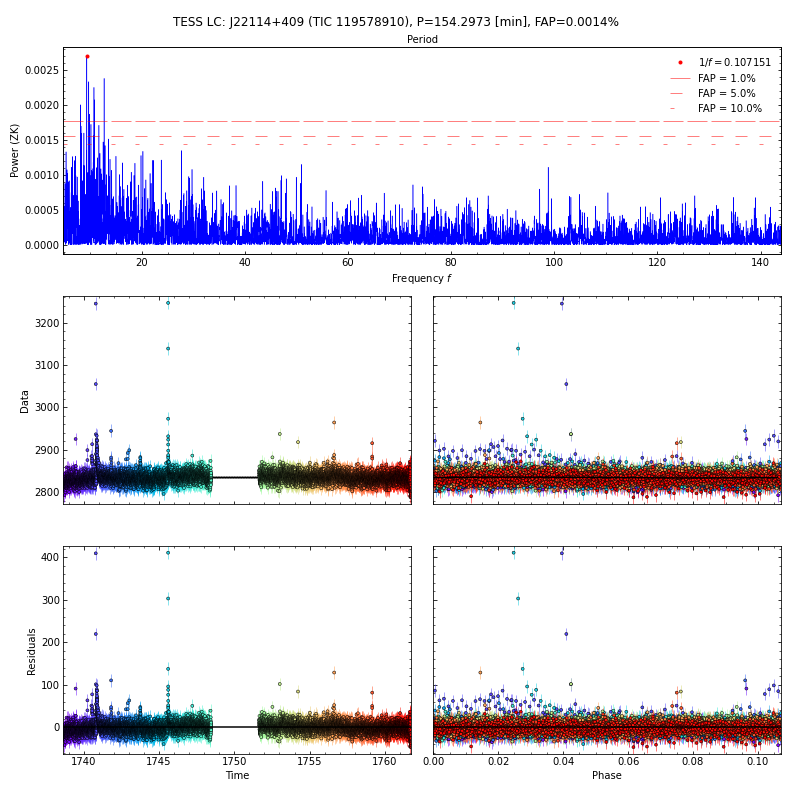 TESS LC: J22114+409 (TIC 119578910), P=154.2973 [min], FAP=0.0014%
Period
Power (ZK)
0.0025
0.0020
0.0015
0.0010
0.0005
0.0000
1/f = 0.107151
FAP = 1.0%
FAP = 5.0%
FAP = 10.0%
20 40 60 80 100 120 140
Frequency f
Data
3200
3100
3000
2900
2800
Residuals
400
300
200
100
0
1740 1745 1750 1755 1760
Time
0.00 0.02 0.04 0.06 0.08 0.10
Phase